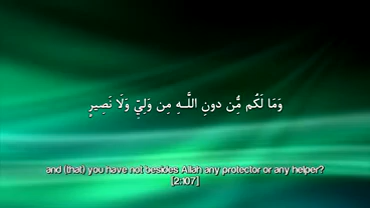 وَمَا لَكُم مِّن دُونِ اللَّـهِ مِن وَلِيٍّ وَلَا نَصِيرٍ
and (that) you have not besides Allah any protector or any helper?
[2:107]